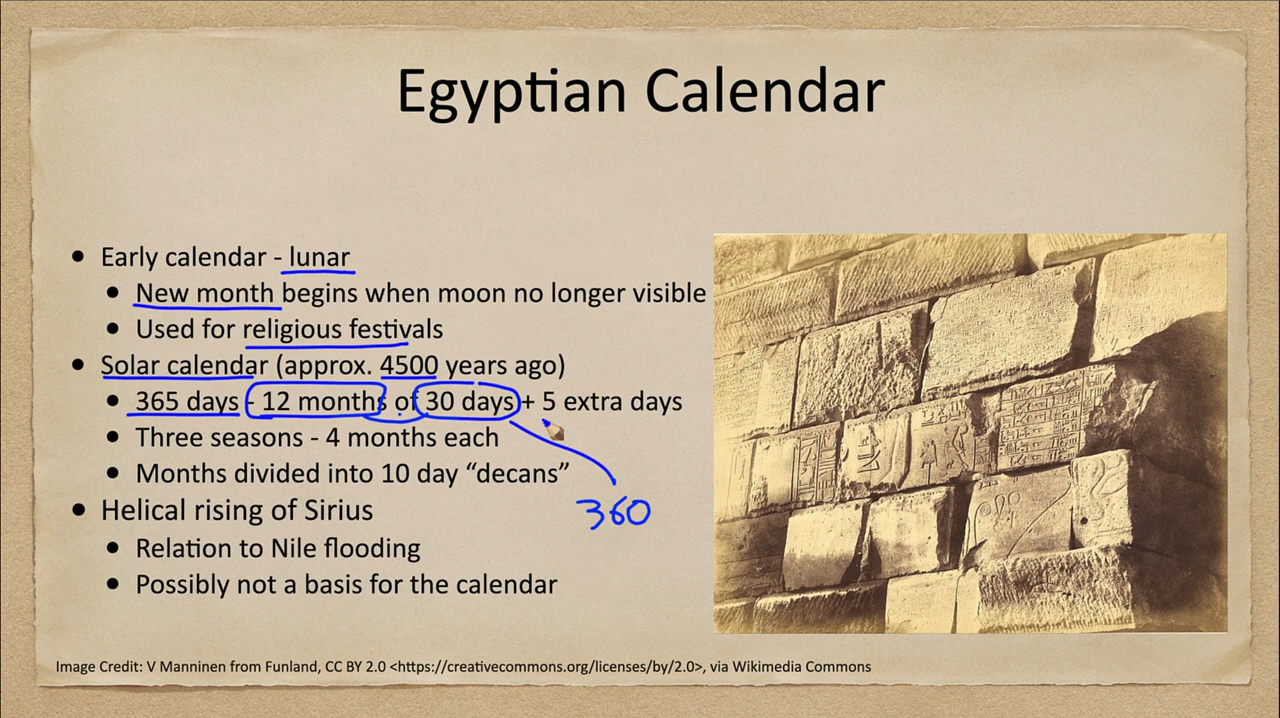 Egyptian Calendar
• Early calendar - lunar
• New month begins when moon no longer visible
• Used for religious festivals
• Solar calendar (approx. 4500 years ago)
• 365 days - 12 months of 30 days + 5 extra days
• Three seasons - 4 months each
• Months divided into 10 day “decans”
• Helical rising of Sirius
360
• Relation to Nile flooding
• Possibly not a basis for the calendar
Image Credit: V Manninen from Funland, CC BY 2.0 <https://creativecommons.org/licenses/by/2.0>, via Wikimedia Commons